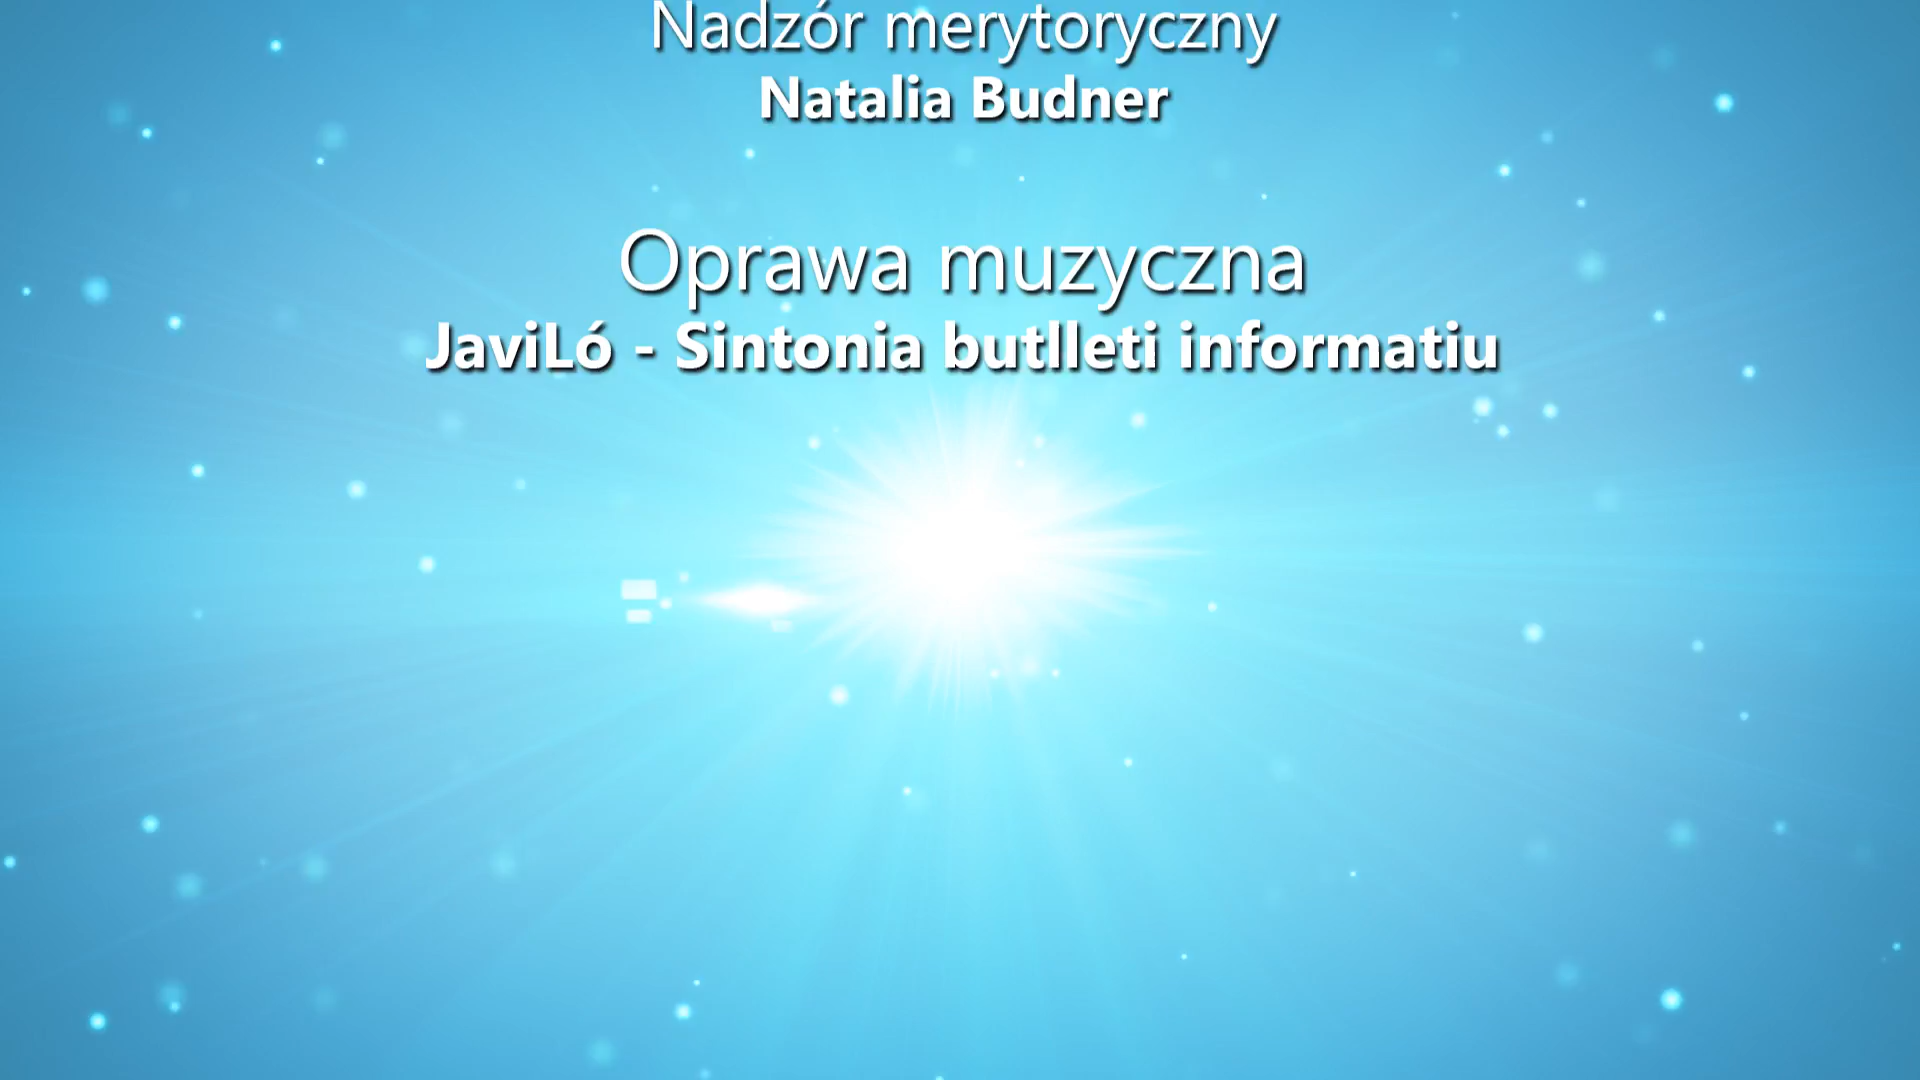 Nadzór merytoryczny
Natalia Budner
Oprawa muzyczna
JaviLó - Sintonia butlleti informatiu